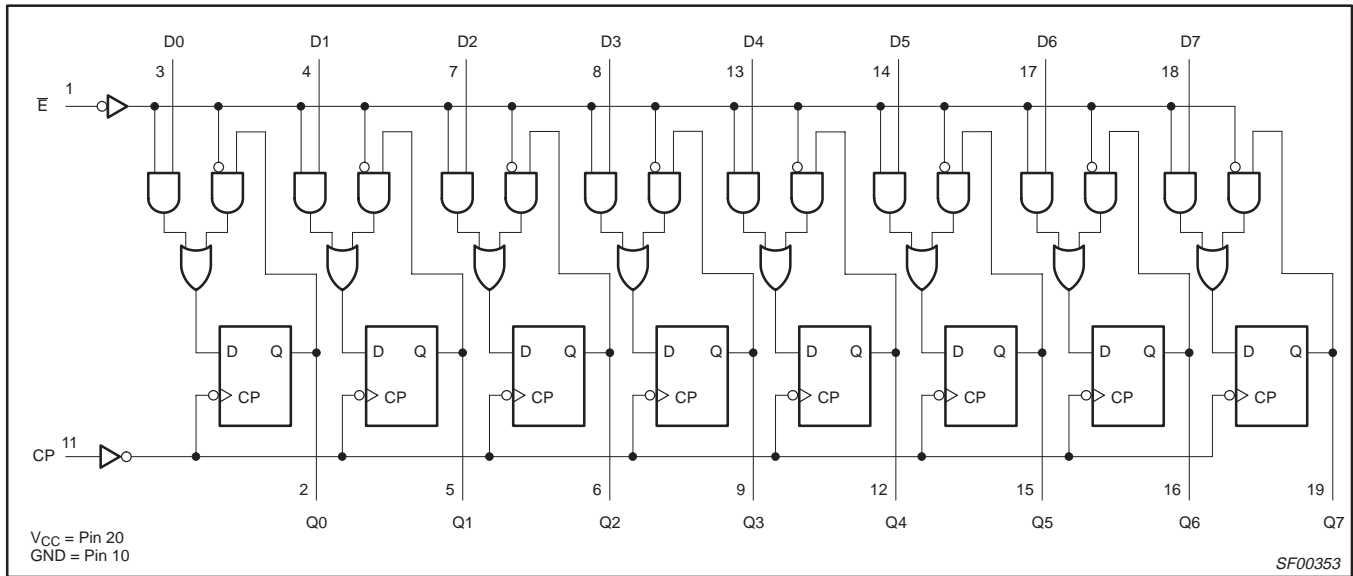 D0 D1 D2 D3 D4 D5 D6 D7
3 4 7 8 13 14 17 18
1
E̅
D Q D Q D Q D Q D Q D Q D Q D Q
CP CP CP CP CP CP CP CP
11
CP
2 5 6 9 12 15 16 19
Q0 Q1 Q2 Q3 Q4 Q5 Q6 Q7
VCC = Pin 20
GND = Pin 10
SF00353